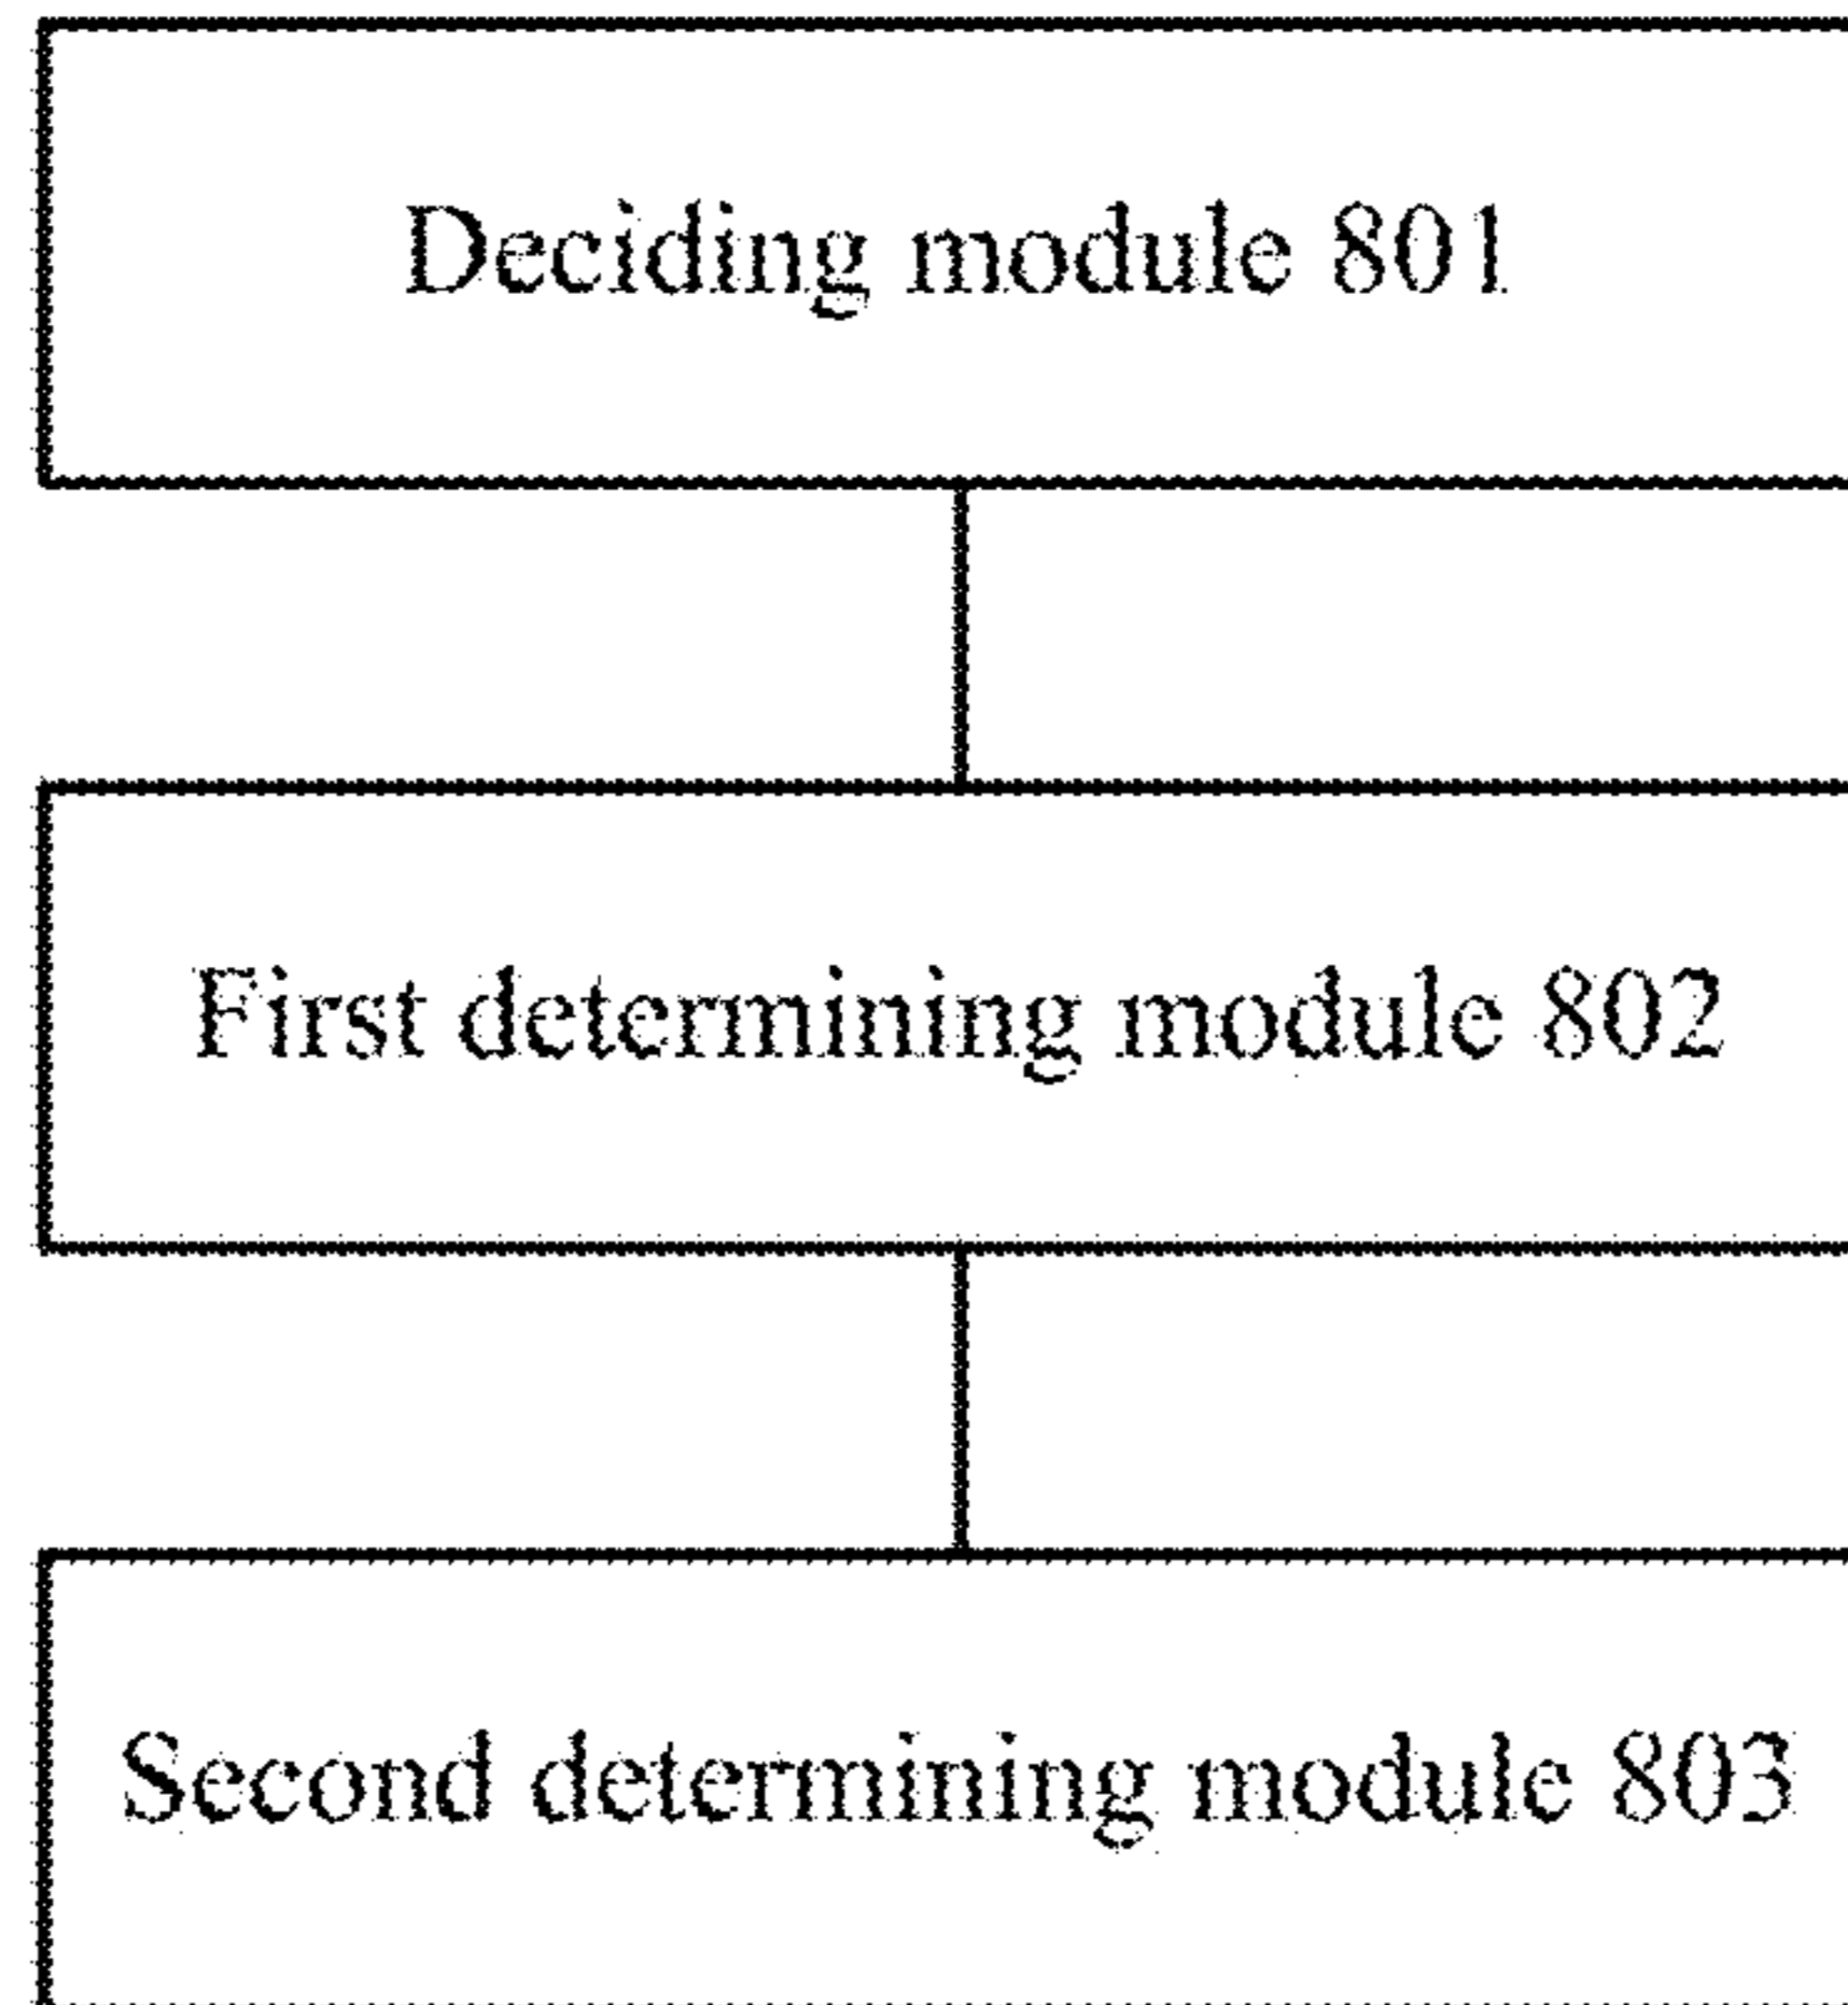 Deciding module 801
First determining module 802
Second determining module 803